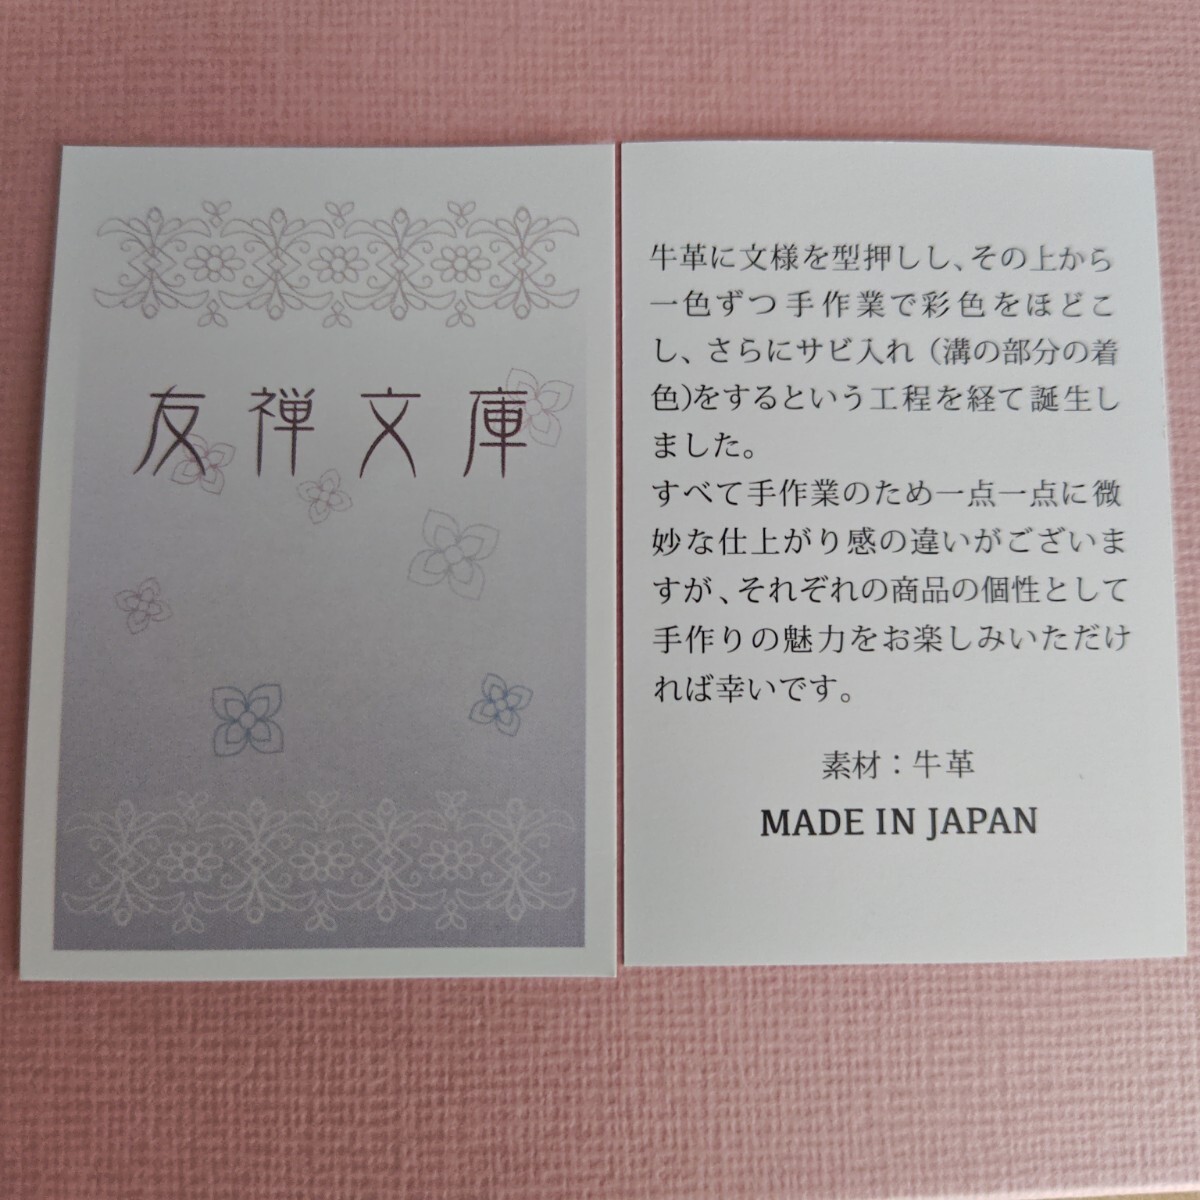 友禅文庫
牛革に文様を型押しし、その上から
一色ずつ手作業で彩色をほどこ
し、さらにサビ入れ（溝の部分の着
色)をするという工程を経て誕生し
ました。
すべて手作業のため一点一点に微
妙な仕上がり感の違いがございま
すが、それぞれの商品の個性として
手作りの魅力をお楽しみいただけ
れば幸いです。
素材：牛革
MADE IN JAPAN